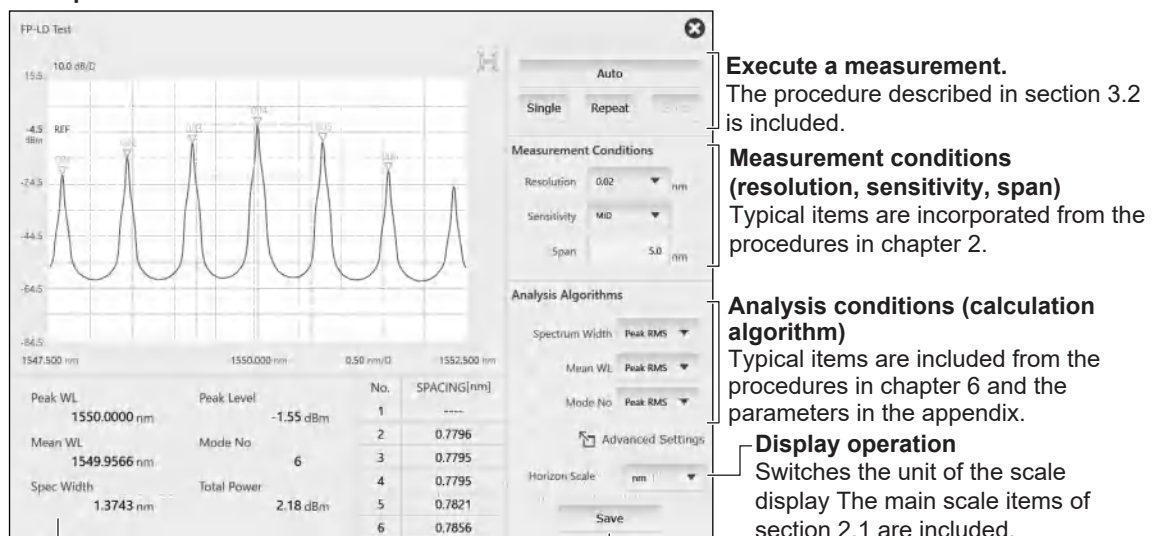 FP-LD Test
10.0 dB/D
15.5
-4.5 REF
dBm
-24.5
-44.5
-64.5
-84.5
1547.500 nm 1550.000 nm 0.50 nm/D 1552.500 nm
Peak WL
1550.0000 nm
Peak Level
-1.55 dBm
Mean WL
1549.9566 nm
Mode No
6
Spec Width
1.3743 nm
Total Power
2.18 dBm
No. SPACING[nm]
1 ----
2 0.7796
3 0.7795
4 0.7795
5 0.7821
6 0.7856
Auto
Single Repeat
Measurement Conditions
Resolution 0.02 nm
Sensitivity MID
Span 5.0 nm
Analysis Algorithms
Spectrum Width Peak RMS
Mean WL Peak RMS
Mode No Peak RMS
Advanced Settings
Horizon Scale nm
Save
Execute a measurement.
The procedure described in section 3.2
is included.
Measurement conditions
(resolution, sensitivity, span)
Typical items are incorporated from the
procedures in chapter 2.
Analysis conditions (calculation
algorithm)
Typical items are included from the
procedures in chapter 6 and the
parameters in the appendix.
Display operation
Switches the unit of the scale
display The main scale items of
section 2.1 are included.